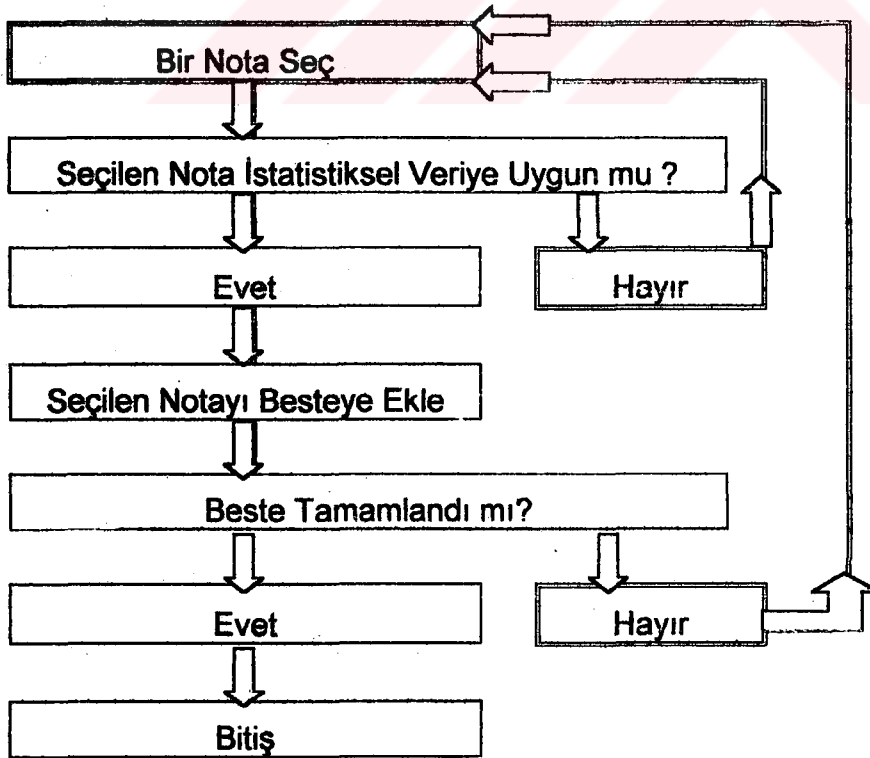 Bir Nota Seç
Seçilen Nota İstatistiksel Veriye Uygun mu ?
Evet
Hayır
Seçilen Notayı Besteye Ekle
Beste Tamamlandı mı?
Evet
Hayır
Bitiş